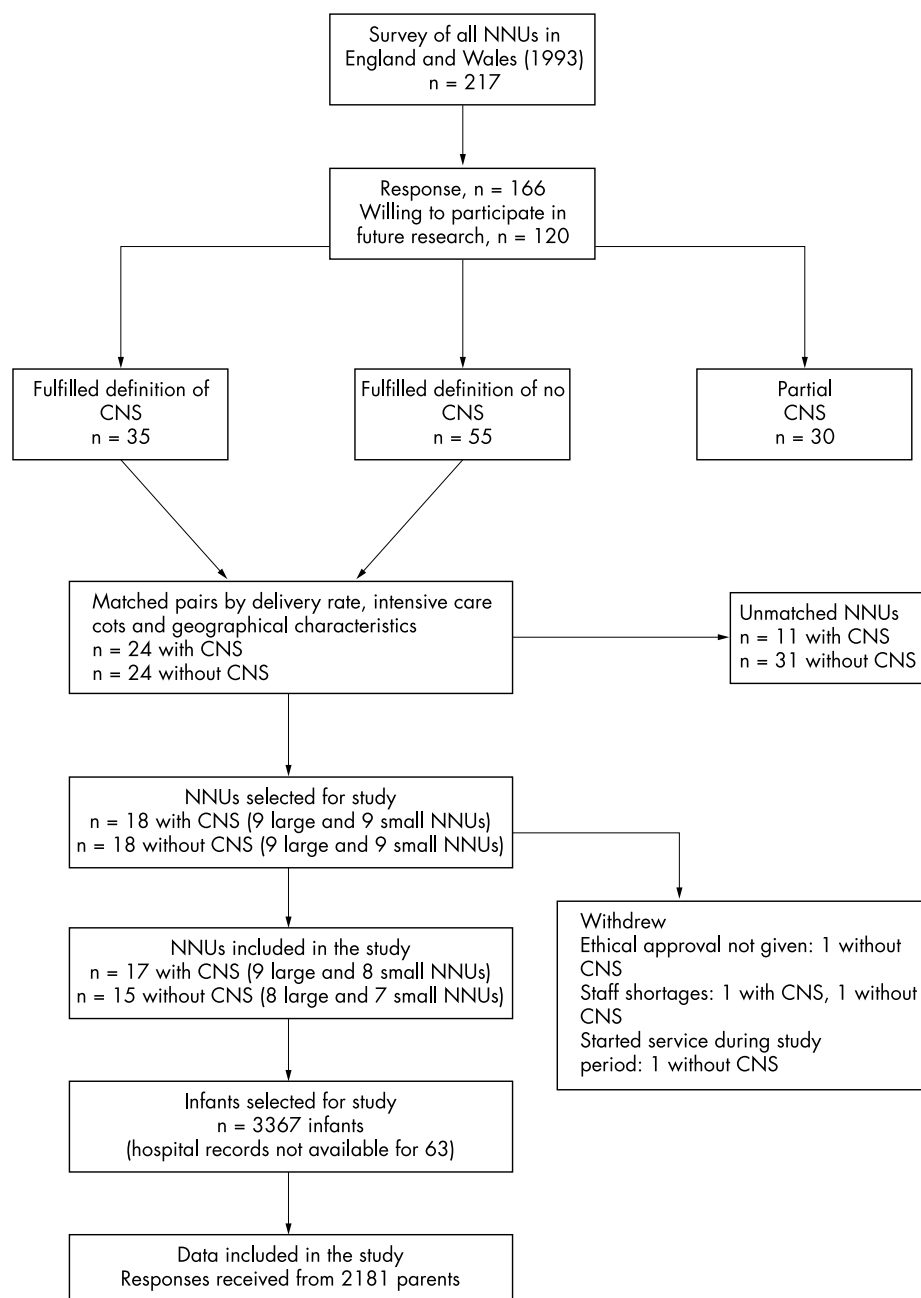 Survey of all NNUs in
England and Wales (1993)
n = 217
Response, n = 166
Willing to participate in
future research, n = 120
Fulfilled definition of
CNS
n = 35
Fulfilled definition of no
CNS
n = 55
Partial
CNS
n = 30
Matched pairs by delivery rate, intensive care
cots and geographical characteristics
n = 24 with CNS
n = 24 without CNS
Unmatched NNUs
n = 11 with CNS
n = 31 without CNS
NNUs selected for study
n = 18 with CNS (9 large and 9 small NNUs)
n = 18 without CNS (9 large and 9 small NNUs)
Withdrew
Ethical approval not given: 1 without
CNS
Staff shortages: 1 with CNS, 1 without
CNS
Started service during study
period: 1 without CNS
NNUs included in the study
n = 17 with CNS (9 large and 8 small NNUs)
n = 15 without CNS (8 large and 7 small NNUs)
Infants selected for study
n = 3367 infants
(hospital records not available for 63)
Data included in the study
Responses received from 2181 parents